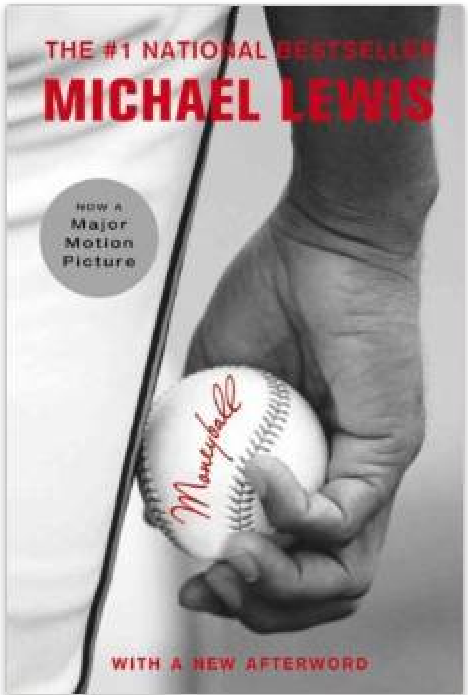 THE #1 NATIONAL BESTSELLER
MICHAEL LEWIS
NOW A
Major
Motion
Picture
Moneyball
WITH A NEW AFTERWORD